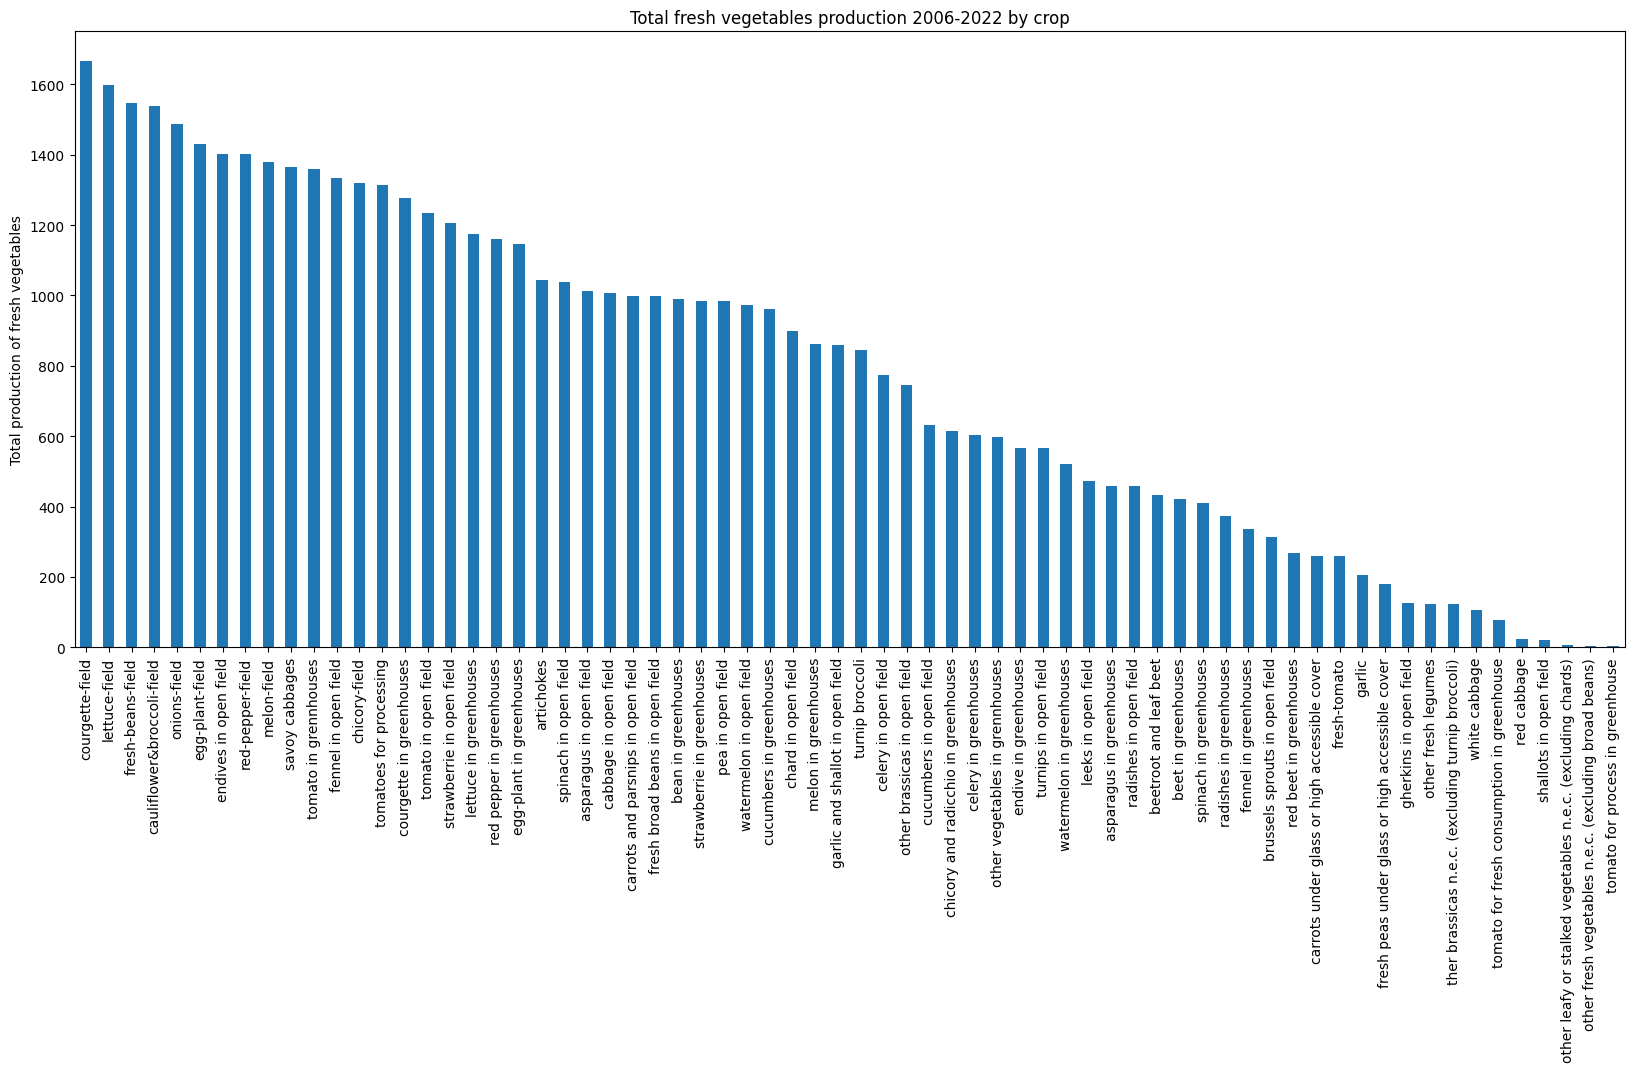 Total fresh vegetables production 2006-2022 by crop
Total production of fresh vegetables
1600
1400
1200
1000
800
600
400
200
0
courgette-field
lettuce-field
fresh-beans-field
cauliflower&broccoli-field
onions-field
egg-plant-field
endives in open field
red-pepper-field
melon-field
savoy cabbages
tomato in grennhouses
fennel in open field
chicory-field
tomatoes for processing
courgette in greenhouses
tomato in open field
strawberrie in open field
lettuce in greenhouses
red pepper in greenhouses
egg-plant in greenhouses
artichokes
spinach in open field
asparagus in open field
cabbage in open field
carrots and parsnips in open field
fresh broad beans in open field
bean in greenhouses
strawberrie in greenhouses
pea in open field
watermelon in open field
cucumbers in greenhouses
chard in open field
melon in greenhouses
garlic and shallot in open field
turnip broccoli
celery in open field
other brassicas in open field
cucumbers in open field
chicory and radicchio in greenhouses
celery in greenhouses
other vegetables in grennhouses
endive in greenhouses
turnips in open field
watermelon in greenhouses
leeks in open field
asparagus in greenhouses
radishes in open field
beetroot and leaf beet
beet in greenhouses
spinach in greenhouses
radishes in greenhouses
fennel in greenhouses
brussels sprouts in open field
red beet in greenhouses
carrots under glass or high accessible cover
fresh-tomato
garlic
fresh peas under glass or high accessible cover
gherkins in open field
other fresh legumes
ther brassicas n.e.c. (excluding turnip broccoli)
white cabbage
tomato for fresh consumption in greenhouse
red cabbage
shallots in open field
other leafy or stalked vegetables n.e.c. (excluding chards)
other fresh vegetables n.e.c. (excluding broad beans)
tomato for process in greenhouse